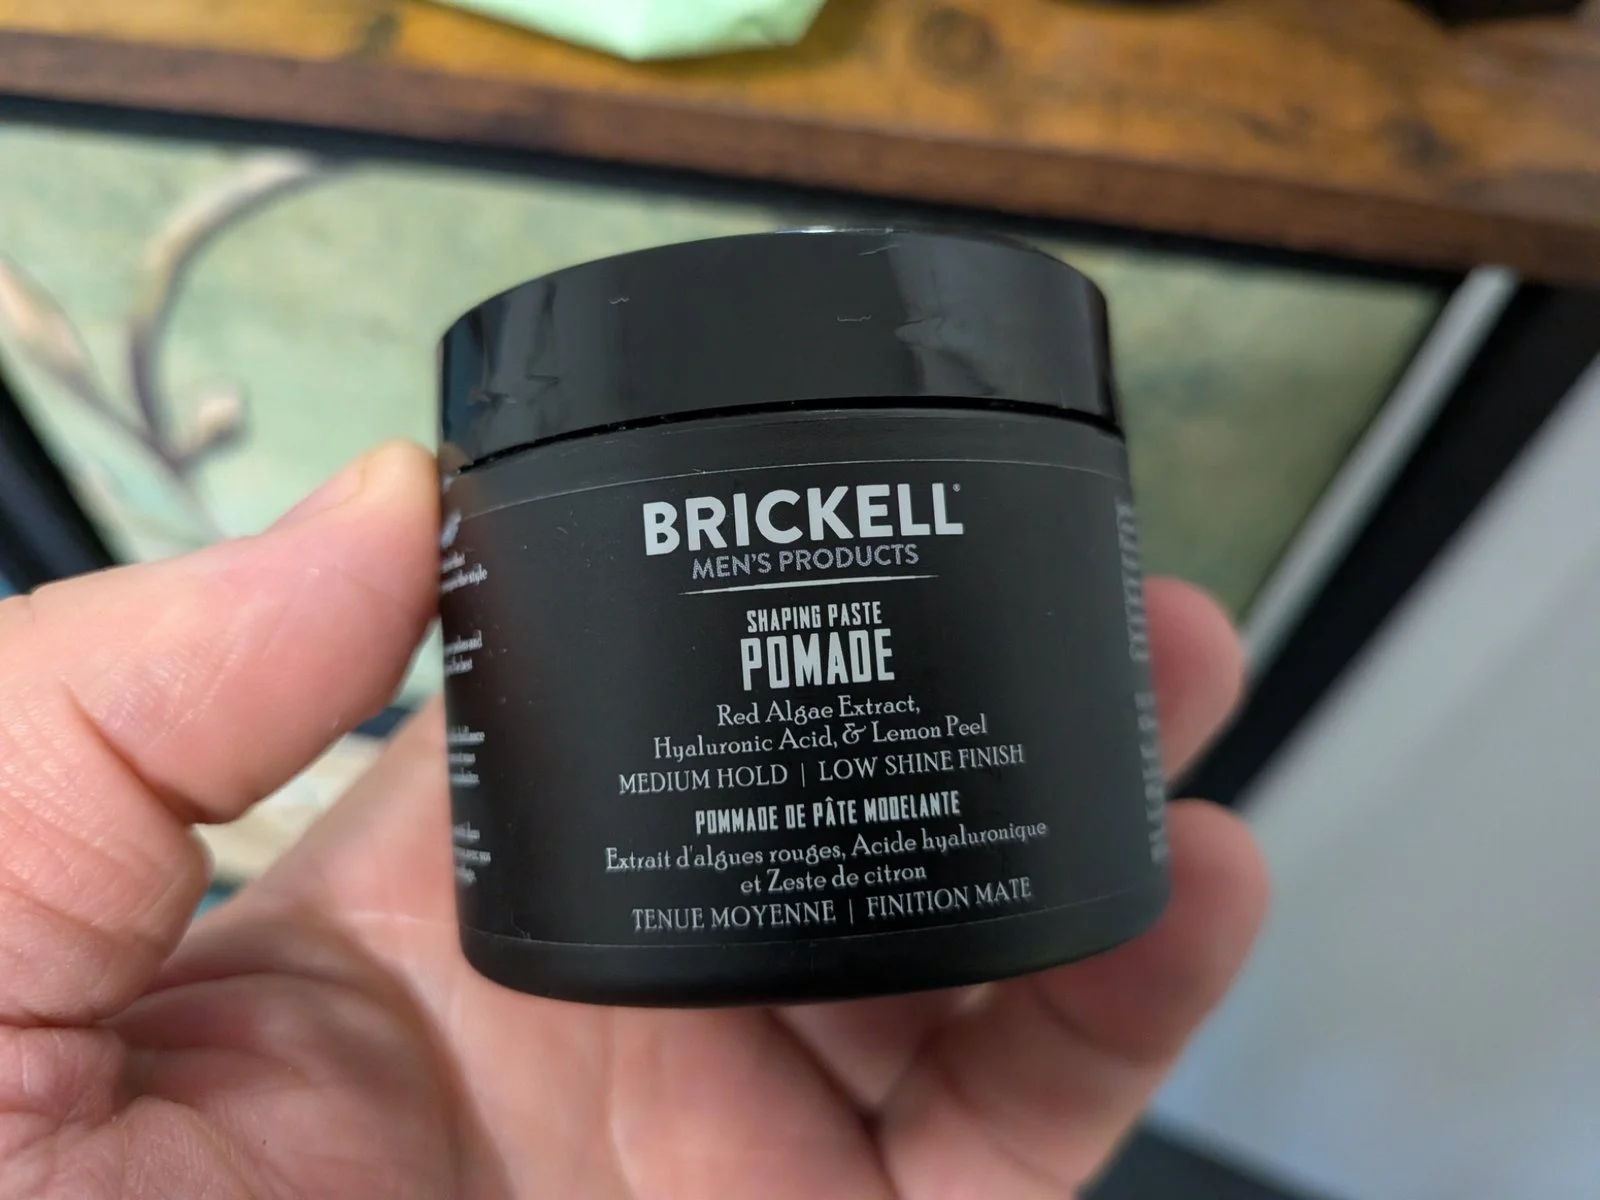 BRICKELL®
MEN'S PRODUCTS
SHAPING PASTE
POMADE
Red Algae Extract,
Hyaluronic Acid, & Lemon Peel
MEDIUM HOLD | LOW SHINE FINISH
POMMADE DE PÂTE MODELANTE
Extrait d'algues rouges, Acide hyaluronique
et Zeste de citron
TENUE MOYENNE | FINITION MATE